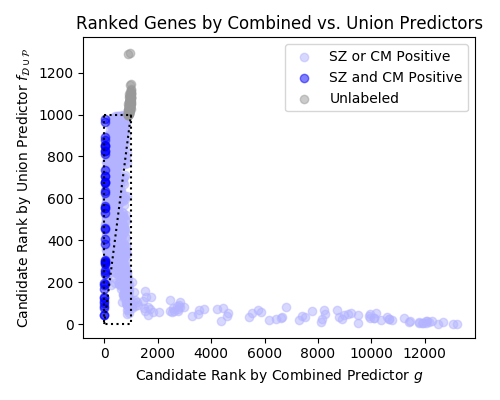 Ranked Genes by Combined vs. Union Predictors
SZ or CM Positive
SZ and CM Positive
Unlabeled
Candidate Rank by Union Predictor f_{D∪P}
1200
1000
800
600
400
200
0
0 2000 4000 6000 8000 10000 12000
Candidate Rank by Combined Predictor g